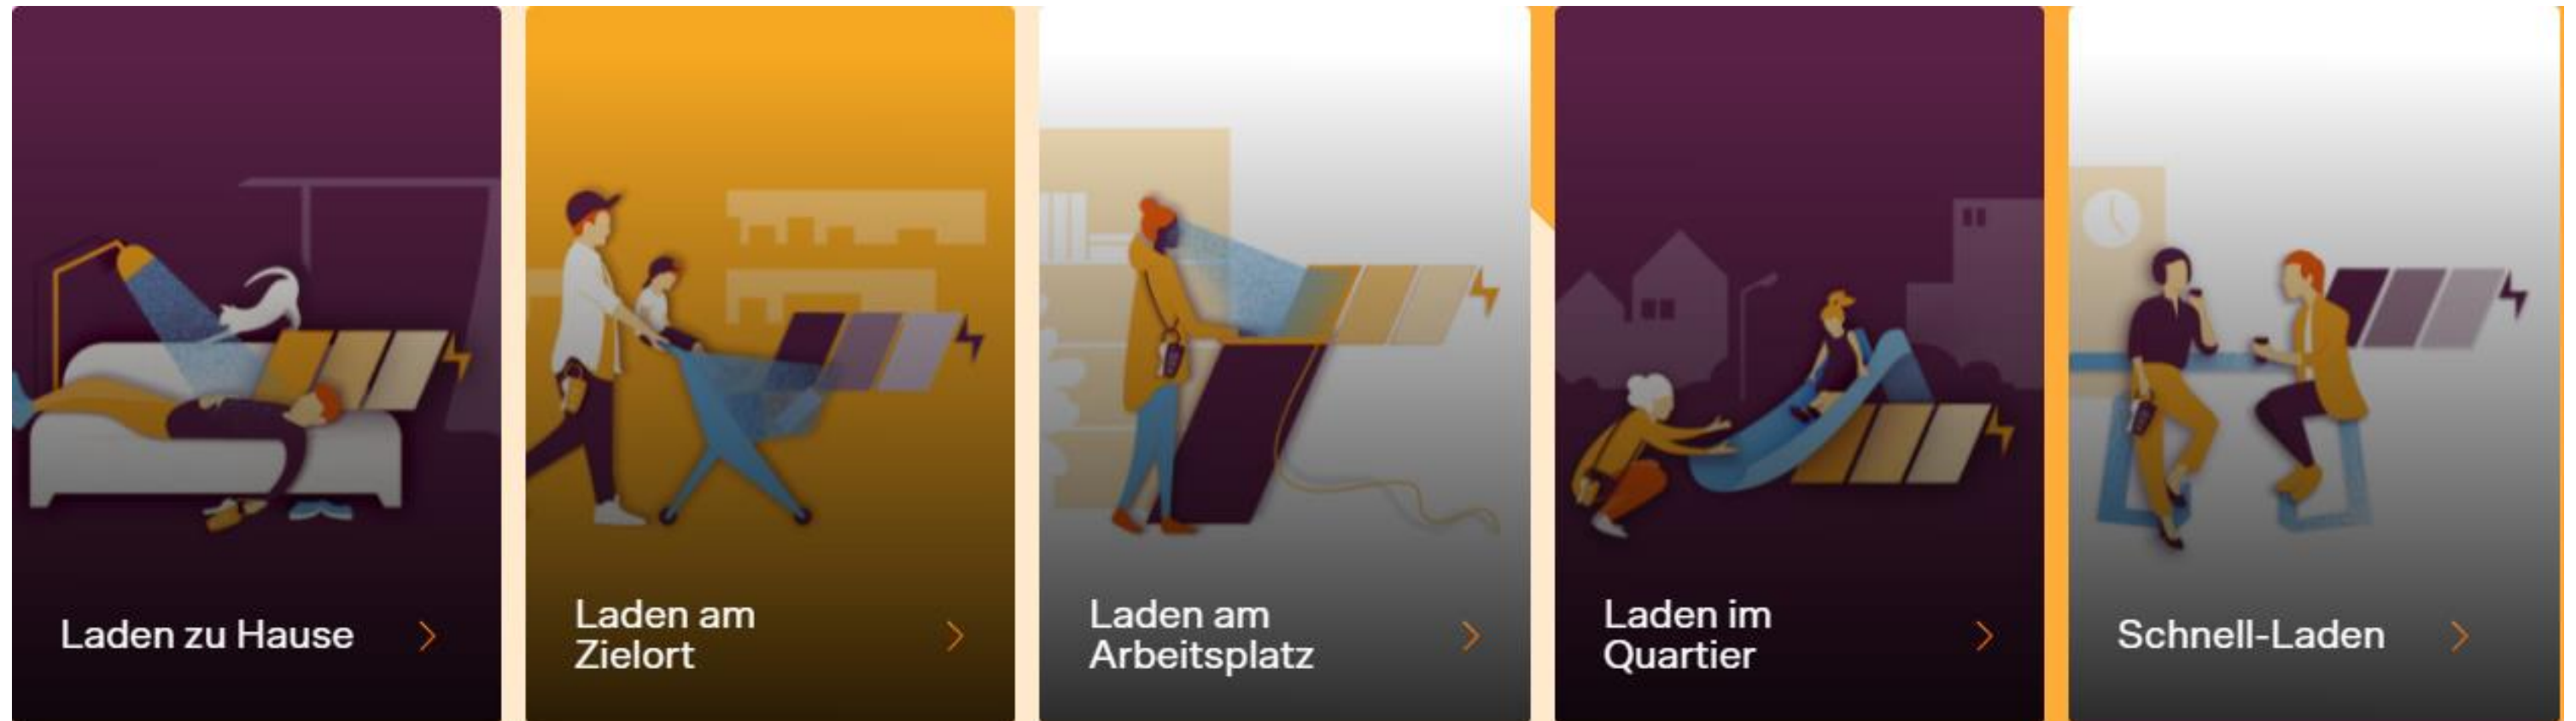 Laden zu Hause
Laden am
Zielort
Laden am
Arbeitsplatz
Laden im
Quartier
Schnell-Laden